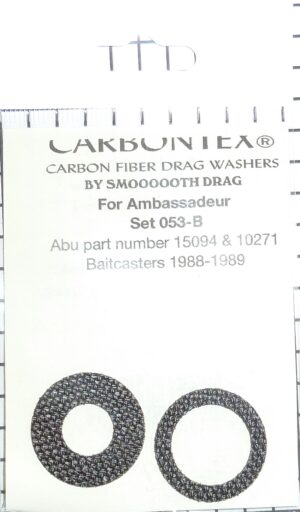 CARBONTEX®
CARBON FIBER DRAG WASHERS
BY SMOOOOOTH DRAG
For Ambassadeur
Set 053-B
Abu part number 15094 & 10271
Baitcasters 1988-1989